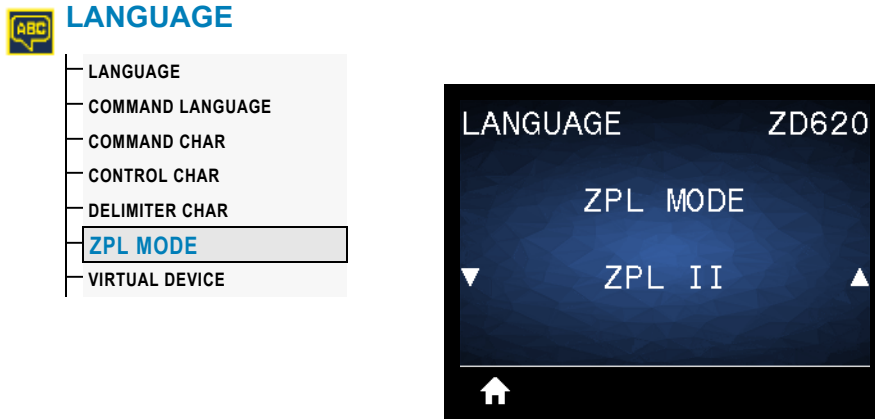 ABC
LANGUAGE
LANGUAGE
COMMAND LANGUAGE
COMMAND CHAR
CONTROL CHAR
DELIMITER CHAR
ZPL MODE
VIRTUAL DEVICE
LANGUAGE ZD620
ZPL MODE
ZPL II